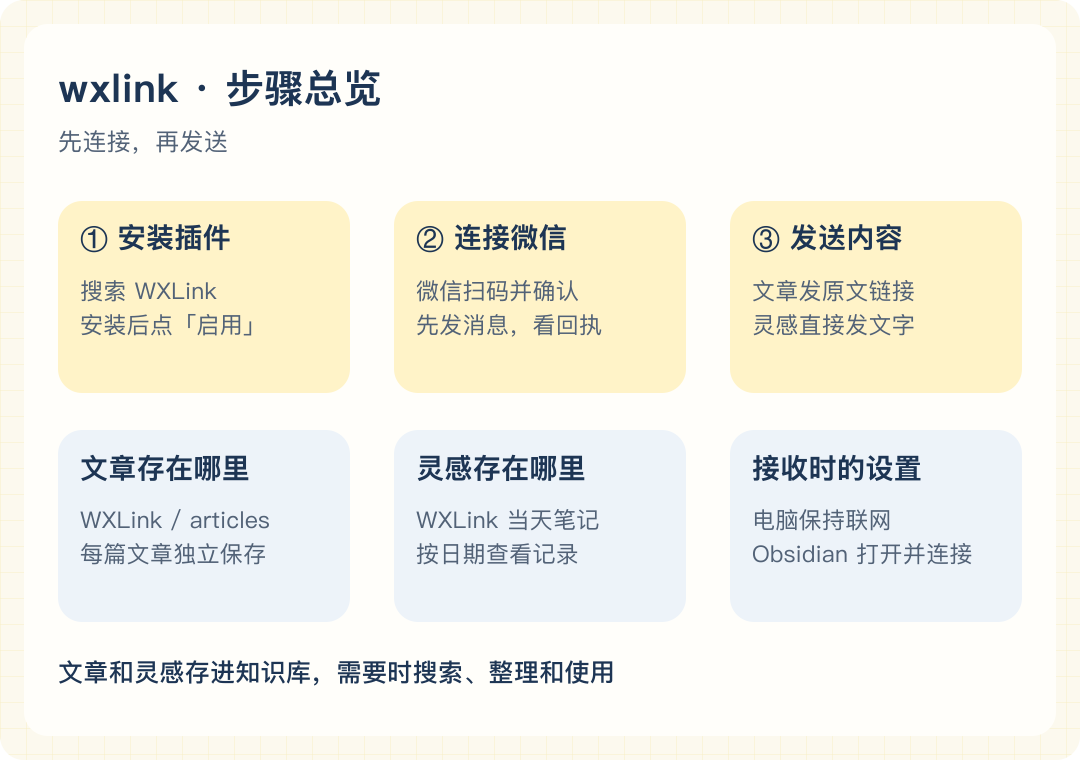 wxlink · 步骤总览
先连接，再发送
① 安装插件
搜索 WXLink
安装后点「启用」
② 连接微信
微信扫码并确认
先发消息，看回执
③ 发送内容
文章发原文链接
灵感直接发文字
文章存在哪里
WXLink / articles
每篇文章独立保存
灵感存在哪里
WXLink 当天笔记
按日期查看记录
接收时的设置
电脑保持联网
Obsidian 打开并连接
文章和灵感存进知识库，需要时搜索、整理和使用